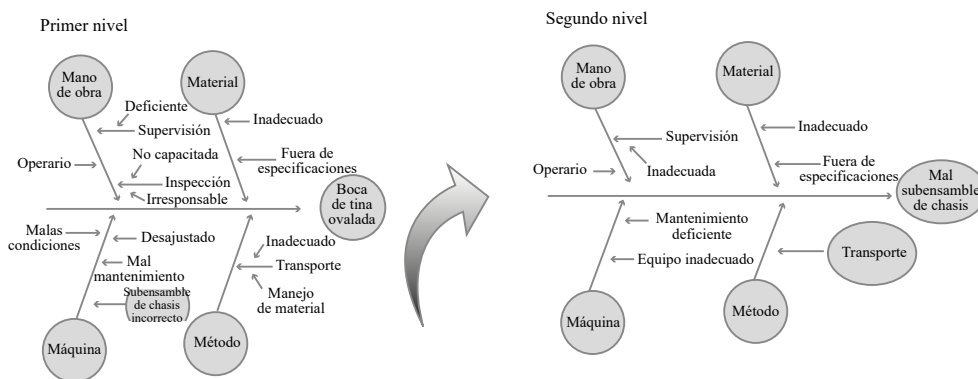 Primer nivel
Mano
de obra
Material
Deficiente
Supervisión
Inadecuado
Operario
No capacitada
Inspección
Irresponsable
Fuera de
especificaciones
Boca
de tina
ovalada
Malas
condiciones
Desajustado
Mal
mantenimiento
Subensamble
de chasis
incorrecto
Inadecuado
Transporte
Manejo
de material
Máquina
Método
Segundo nivel
Mano
de obra
Material
Supervisión
Inadecuada
Operario
Inadecuado
Fuera de
especificaciones
Mal
subensamble
de chasis
Mantenimiento
deficiente
Equipo inadecuado
Transporte
Máquina
Método